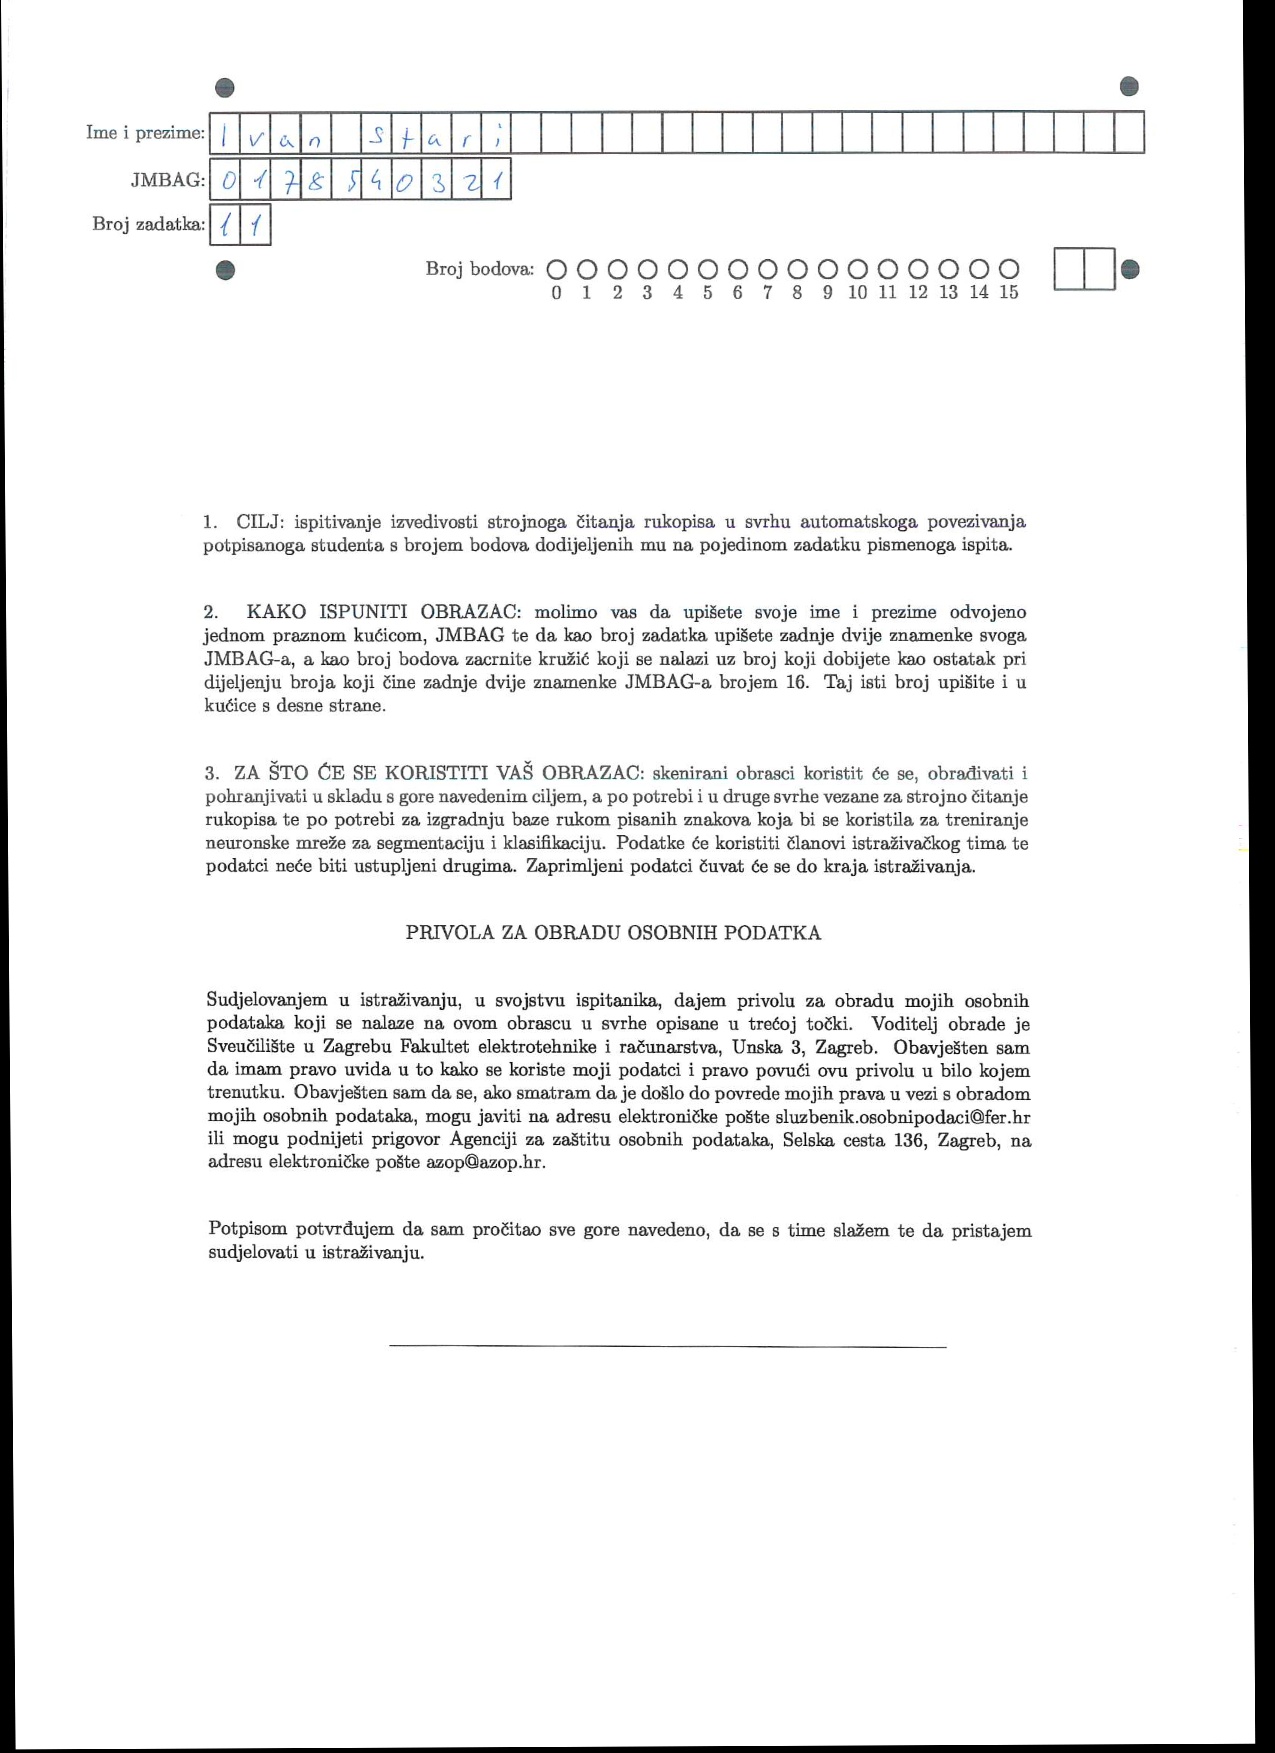 Ime i prezime: Ivan Stari
JMBAG: 0178540321
Broj zadatka: 11
Broj bodova:
0 1 2 3 4 5 6 7 8 9 10 11 12 13 14 15
1. CILJ: ispitivanje izvedivosti strojnoga čitanja rukopisa u svrhu automatskoga povezivanja
potpisanoga studenta s brojem bodova dodijeljenih mu na pojedinom zadatku pismenoga ispita.
2. KAKO ISPUNITI OBRAZAC: molimo vas da upišete svoje ime i prezime odvojeno
jednom praznom kućicom, JMBAG te da kao broj zadatka upišete zadnje dvije znamenke svoga
JMBAG-a, a kao broj bodova zacrnite kružić koji se nalazi uz broj koji dobijete kao ostatak pri
dijeljenju broja koji čine zadnje dvije znamenke JMBAG-a brojem 16. Taj isti broj upišite i u
kućice s desne strane.
3. ZA ŠTO ĆE SE KORISTITI VAŠ OBRAZAC: skenirani obrasci koristit će se, obrađivati i
pohranjivati u skladu s gore navedenim ciljem, a po potrebi i u druge svrhe vezane za strojno čitanje
rukopisa te po potrebi za izgradnju baze rukom pisanih znakova koja bi se koristila za treniranje
neuronske mreže za segmentaciju i klasifikaciju. Podatke će koristiti članovi istraživačkog tima te
podatci neće biti ustupljeni drugima. Zaprimljeni podatci čuvat će se do kraja istraživanja.
PRIVOLA ZA OBRADU OSOBNIH PODATKA
Sudjelovanjem u istraživanju, u svojstvu ispitanika, dajem privolu za obradu mojih osobnih
podataka koji se nalaze na ovom obrascu u svrhe opisane u trećoj točki. Voditelj obrade je
Sveučilište u Zagrebu Fakultet elektrotehnike i računarstva, Unska 3, Zagreb. Obavješten sam
da imam pravo uvida u to kako se koriste moji podatci i pravo povući ovu privolu u bilo kojem
trenutku. Obavješten sam da se, ako smatram da je došlo do povrede mojih prava u vezi s obradom
mojih osobnih podataka, mogu javiti na adresu elektroničke pošte sluzbenik.osobnipodaci@fer.hr
ili mogu podnijeti prigovor Agenciji za zaštitu osobnih podataka, Selska cesta 136, Zagreb, na
adresu elektroničke pošte azop@azop.hr.
Potpisom potvrđujem da sam pročitao sve gore navedeno, da se s time slažem te da pristajem
sudjelovati u istraživanju.